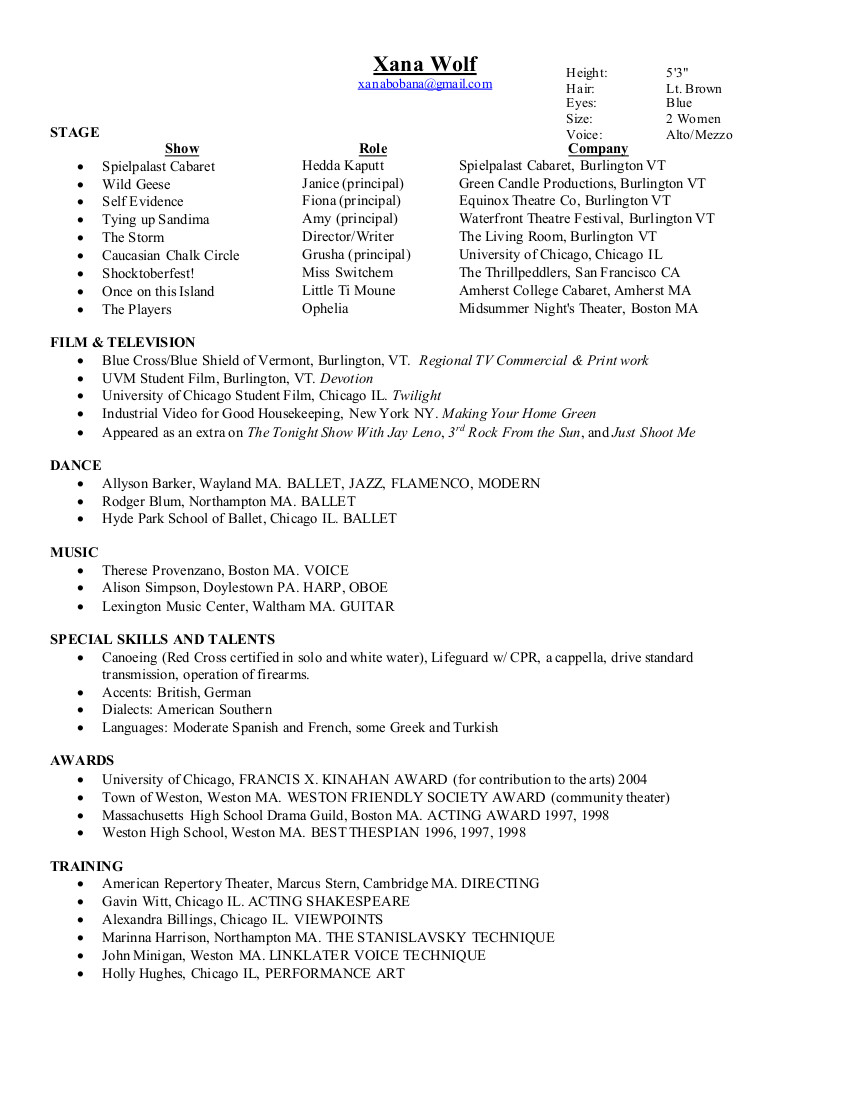 Xana Wolf
xanabobana@gmail.com
Height: 5'3"
Hair: Lt. Brown
Eyes: Blue
Size: 2 Women
Voice: Alto/Mezzo
STAGE
Show Role Company
• Spielpalast Cabaret Hedda Kaputt Spielpalast Cabaret, Burlington VT
• Wild Geese Janice (principal) Green Candle Productions, Burlington VT
• Self Evidence Fiona (principal) Equinox Theatre Co, Burlington VT
• Tying up Sandima Amy (principal) Waterfront Theatre Festival, Burlington VT
• The Storm Director/Writer The Living Room, Burlington VT
• Caucasian Chalk Circle Grusha (principal) University of Chicago, Chicago IL
• Shocktoberfest! Miss Switchem The Thrillpeddlers, San Francisco CA
• Once on this Island Little Ti Moune Amherst College Cabaret, Amherst MA
• The Players Ophelia Midsummer Night's Theater, Boston MA
FILM & TELEVISION
• Blue Cross/Blue Shield of Vermont, Burlington, VT. Regional TV Commercial & Print work
• UVM Student Film, Burlington, VT. Devotion
• University of Chicago Student Film, Chicago IL. Twilight
• Industrial Video for Good Housekeeping, New York NY. Making Your Home Green
• Appeared as an extra on The Tonight Show With Jay Leno, 3rd Rock From the Sun, and Just Shoot Me
DANCE
• Allyson Barker, Wayland MA. BALLET, JAZZ, FLAMENCO, MODERN
• Rodger Blum, Northampton MA. BALLET
• Hyde Park School of Ballet, Chicago IL. BALLET
MUSIC
• Therese Provenzano, Boston MA. VOICE
• Alison Simpson, Doylestown PA. HARP, OBOE
• Lexington Music Center, Waltham MA. GUITAR
SPECIAL SKILLS AND TALENTS
• Canoeing (Red Cross certified in solo and white water), Lifeguard w/ CPR, a cappella, drive standard
transmission, operation of firearms.
• Accents: British, German
• Dialects: American Southern
• Languages: Moderate Spanish and French, some Greek and Turkish
AWARDS
• University of Chicago, FRANCIS X. KINAHAN AWARD (for contribution to the arts) 2004
• Town of Weston, Weston MA. WESTON FRIENDLY SOCIETY AWARD (community theater)
• Massachusetts High School Drama Guild, Boston MA. ACTING AWARD 1997, 1998
• Weston High School, Weston MA. BEST THESPIAN 1996, 1997, 1998
TRAINING
• American Repertory Theater, Marcus Stern, Cambridge MA. DIRECTING
• Gavin Witt, Chicago IL. ACTING SHAKESPEARE
• Alexandra Billings, Chicago IL. VIEWPOINTS
• Marinna Harrison, Northampton MA. THE STANISLAVSKY TECHNIQUE
• John Minigan, Weston MA. LINKLATER VOICE TECHNIQUE
• Holly Hughes, Chicago IL, PERFORMANCE ART